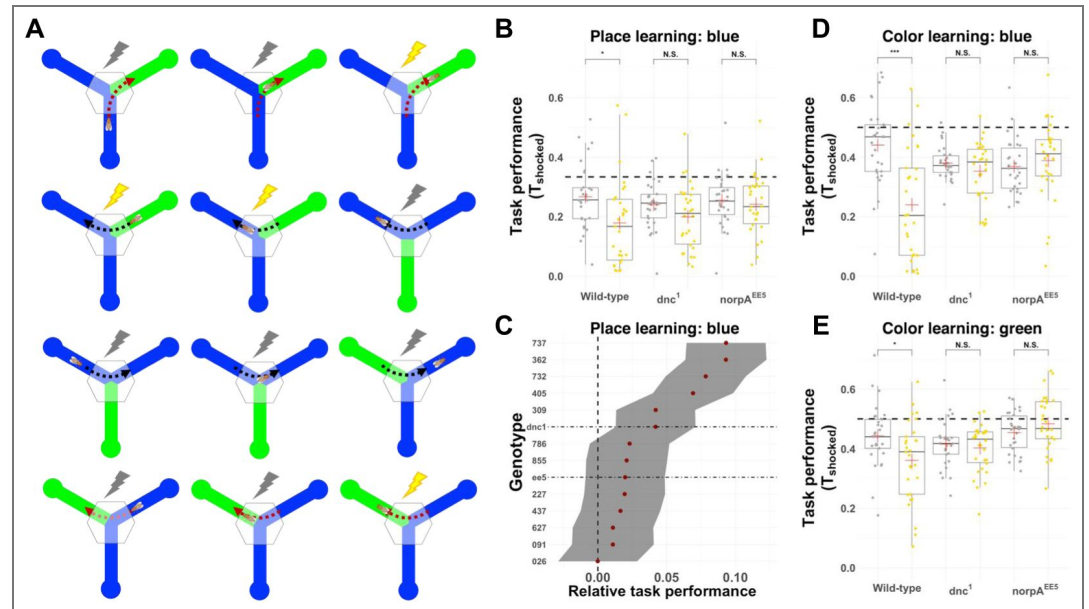 A
B
Place learning: blue
*
N.S.
N.S.
Task performance
(Tshocked)
0.6
0.4
0.2
0.0
Wild-type
dnc1
norpAEE5
C
Place learning: blue
Genotype
737
362
732
405
309
dnc1
786
855
ee5
227
437
627
091
026
0.00
0.05
0.10
Relative task performance
D
Color learning: blue
***
N.S.
N.S.
Task performance
(Tshocked)
0.6
0.4
0.2
0.0
Wild-type
dnc1
norpAEE5
E
Color learning: green
*
N.S.
N.S.
Task performance
(Tshocked)
0.6
0.4
0.2
0.0
Wild-type
dnc1
norpAEE5